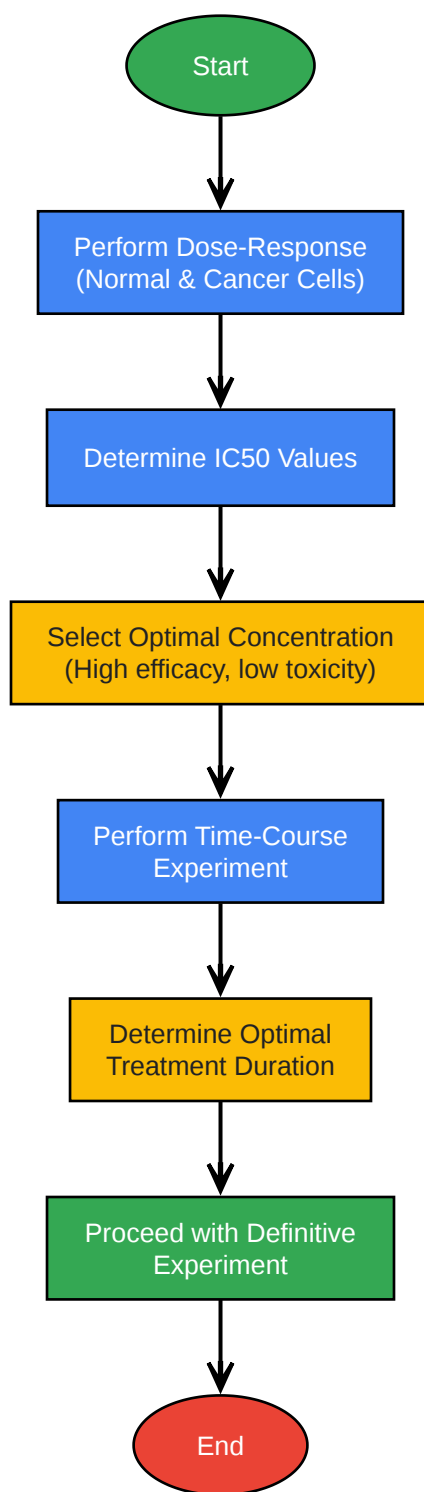 Start
Perform Dose-Response
(Normal & Cancer Cells)
Determine IC50 Values
Select Optimal Concentration
(High efficacy, low toxicity)
Perform Time-Course
Experiment
Determine Optimal
Treatment Duration
Proceed with Definitive
Experiment
End